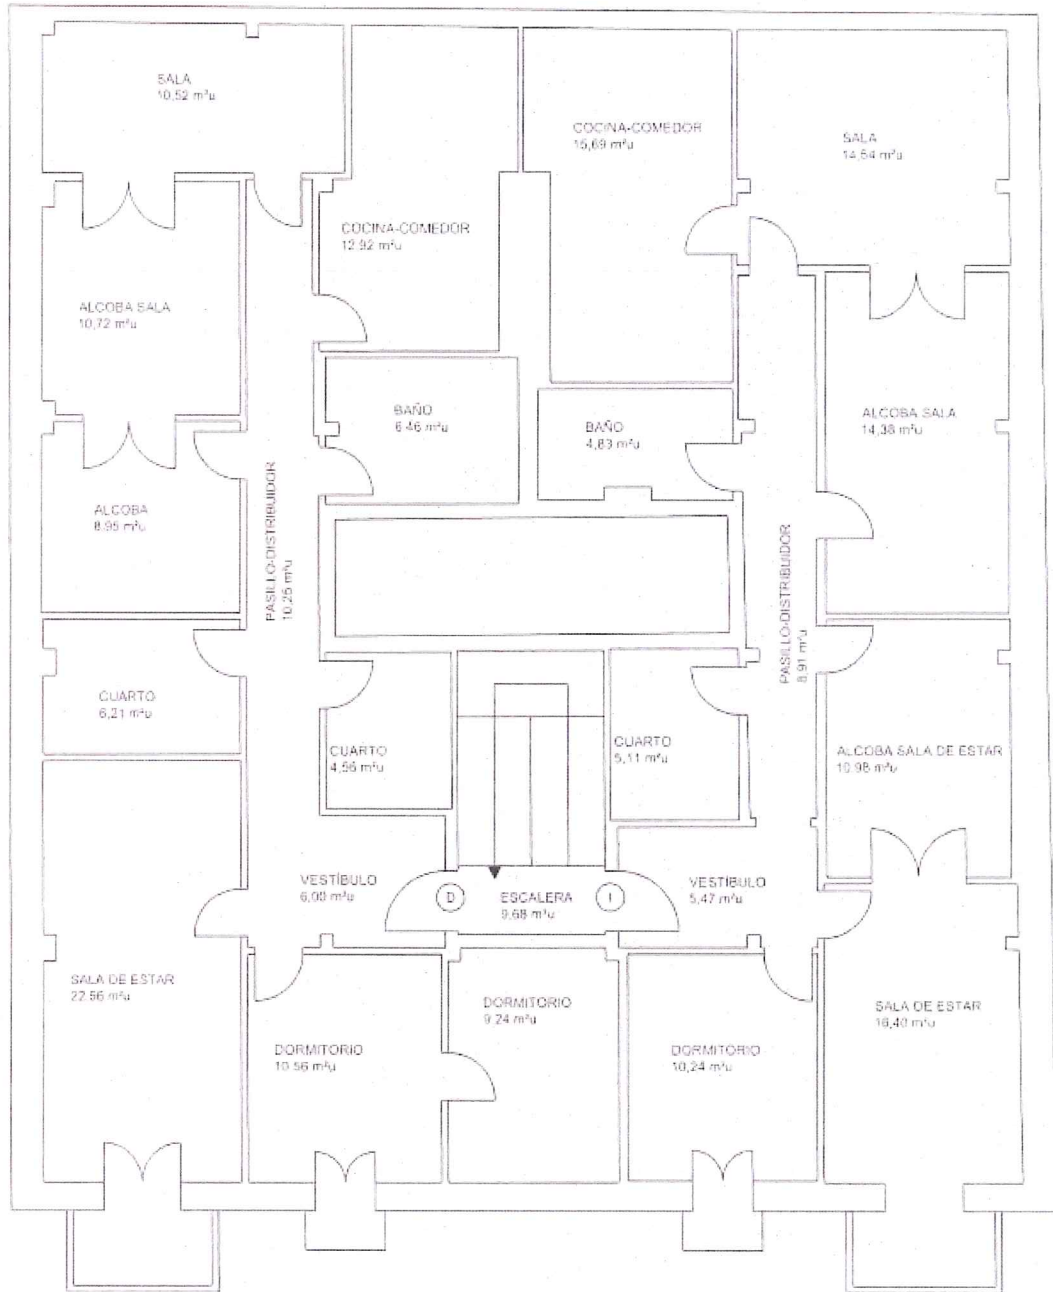 SALA
10,52 m²u
COCINA-COMEDOR
15,69 m²u
SALA
14,54 m²u
COCINA-COMEDOR
12,92 m²u
ALCOBA SALA
10,72 m²u
BAÑO
6,46 m²u
BAÑO
4,83 m²u
ALCOBA SALA
14,38 m²u
ALCOBA
8,95 m²u
PASILLO-DISTRIBUIDOR
10,25 m²u
PASILLO-DISTRIBUIDOR
8,91 m²u
CUARTO
6,21 m²u
CUARTO
4,56 m²u
CUARTO
5,11 m²u
ALCOBA SALA DE ESTAR
10,98 m²u
VESTÍBULO
6,00 m²u
D
ESCALERA
9,68 m²u
I
VESTÍBULO
5,47 m²u
SALA DE ESTAR
22,56 m²u
DORMITORIO
10,56 m²u
DORMITORIO
9,24 m²u
DORMITORIO
10,24 m²u
SALA DE ESTAR
16,40 m²u